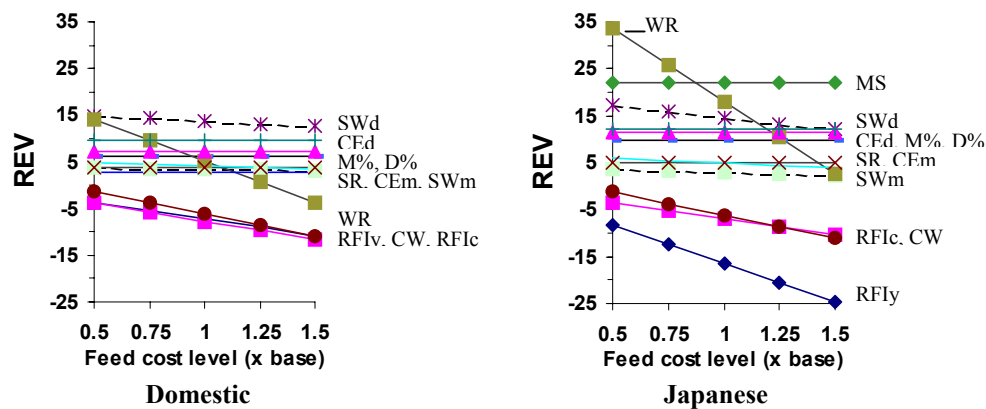 35
25
15
5
-5
-15
-25
REV
SWd
CEd
M%, D%
SR, CEm, SWm
WR
RFIy, CW, RFIc
0.5 0.75 1 1.25 1.5
Feed cost level (x base)
Domestic
35
25
15
5
-5
-15
-25
REV
WR
MS
SWd
CEd, M%, D%
SR, CEm
SWm
RFIc, CW
RFIy
0.5 0.75 1 1.25 1.5
Feed cost level (x base)
Japanese